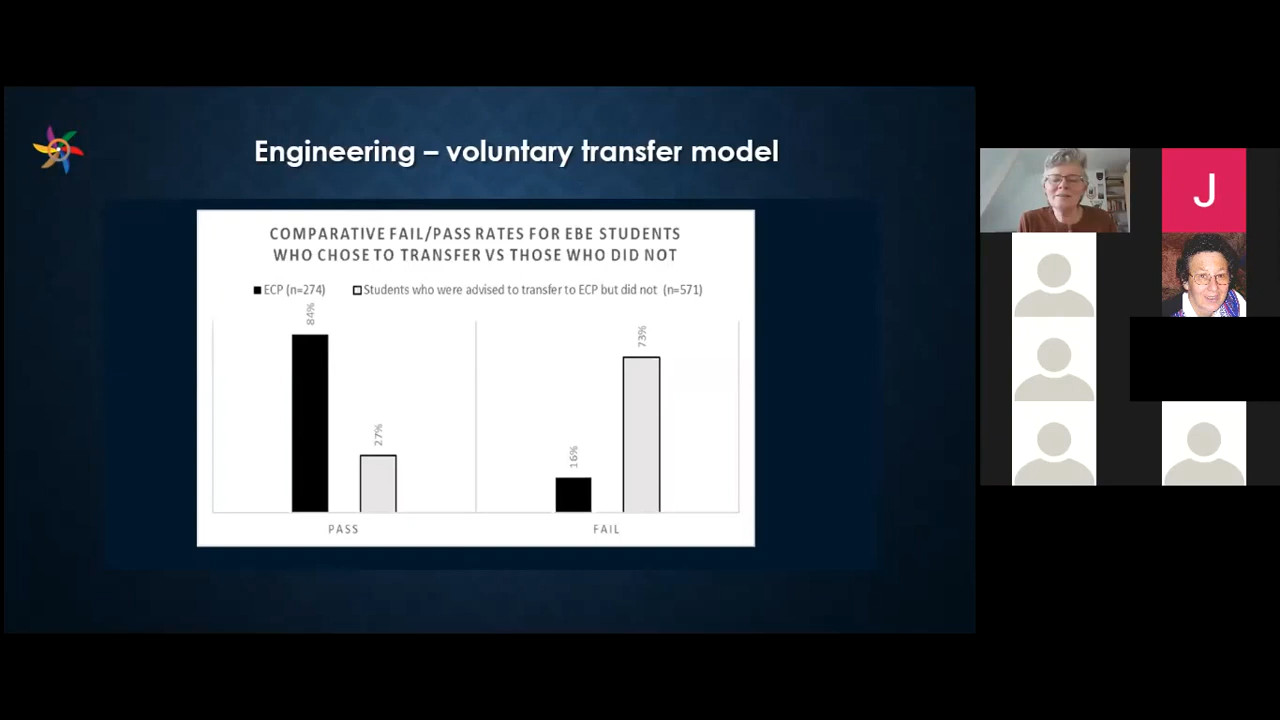 Engineering – voluntary transfer model
COMPARATIVE FAIL/PASS RATES FOR EBE STUDENTS
WHO CHOSE TO TRANSFER VS THOSE WHO DID NOT
ECP (n=274) Students who were advised to transfer to ECP but did not (n=571)
84%
27%
16%
73%
PASS FAIL
J